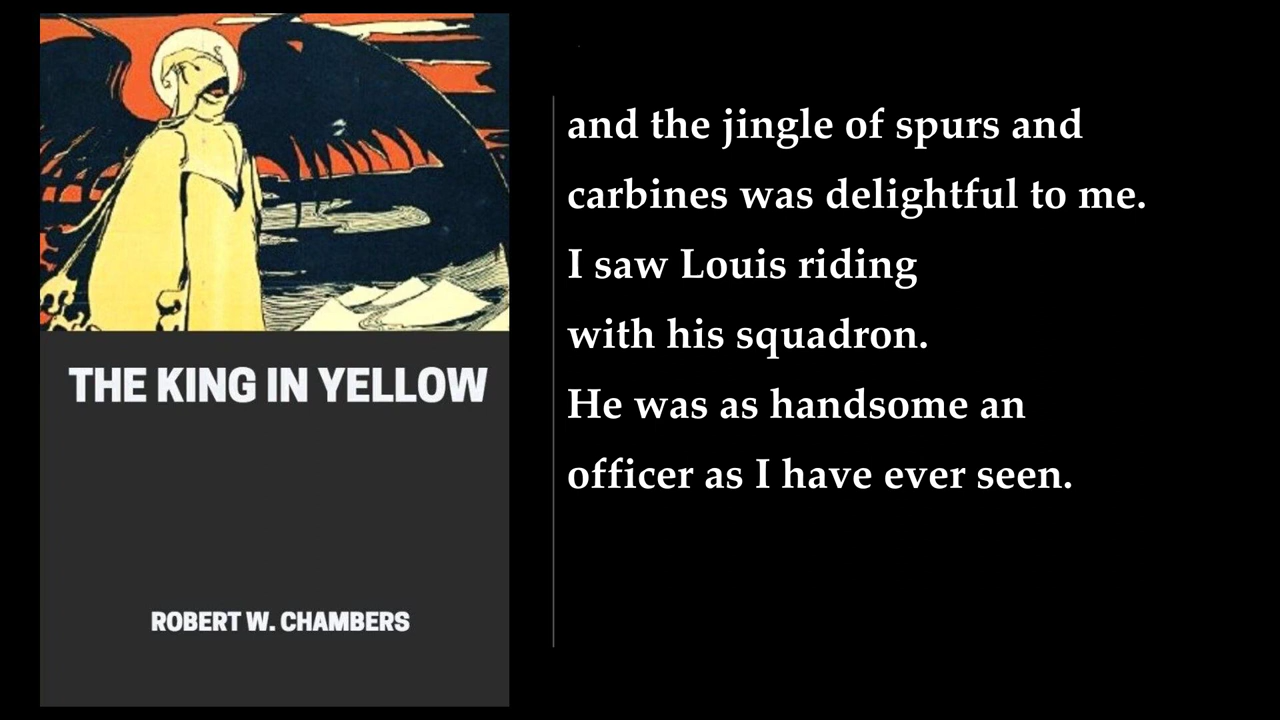 THE KING IN YELLOW
ROBERT W. CHAMBERS
and the jingle of spurs and
carbines was delightful to me.
I saw Louis riding
with his squadron.
He was as handsome an
officer as I have ever seen.